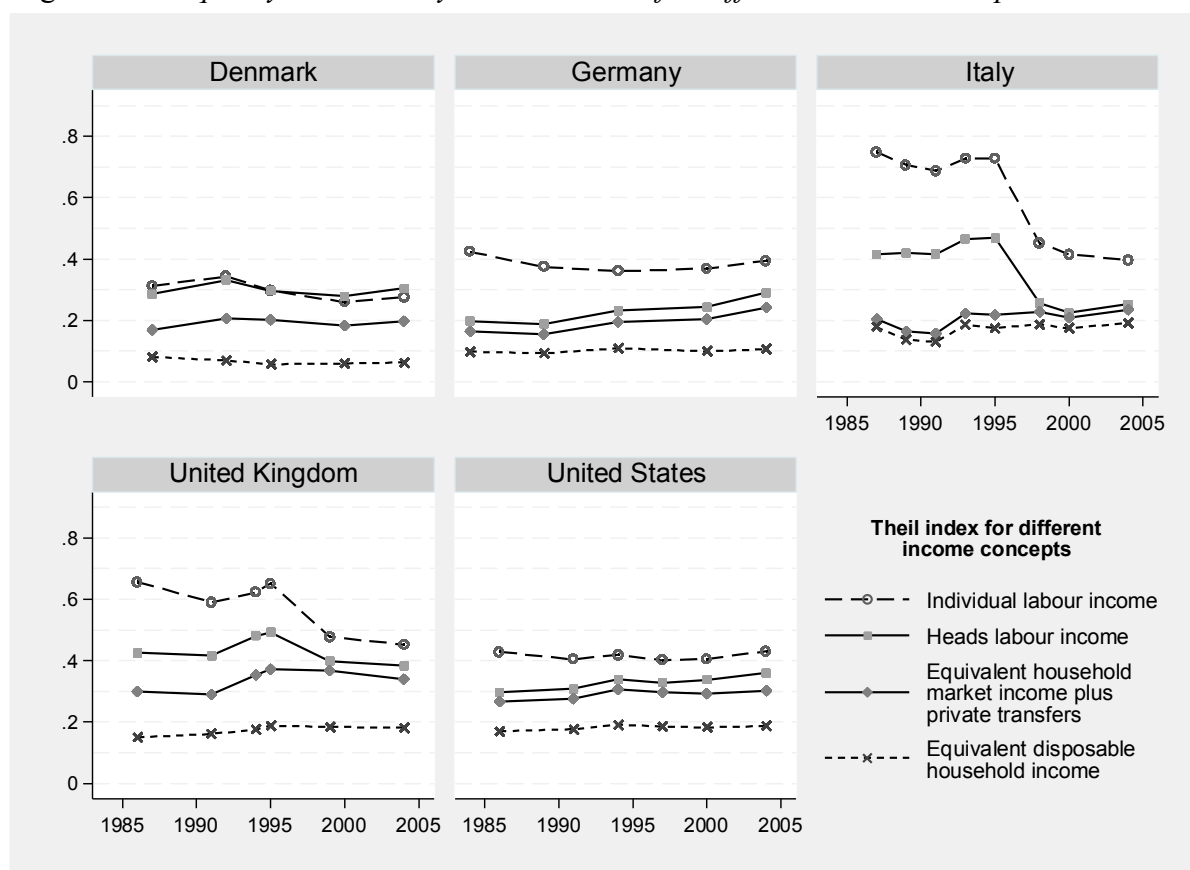 Denmark
Germany
Italy
.8
.6
.4
.2
0
1985 1990 1995 2000 2005
United Kingdom
United States
.8
.6
.4
.2
0
1985 1990 1995 2000 2005
1985 1990 1995 2000 2005
Theil index for different
income concepts
Individual labour income
Heads labour income
Equivalent household
market income plus
private transfers
Equivalent disposable
household income